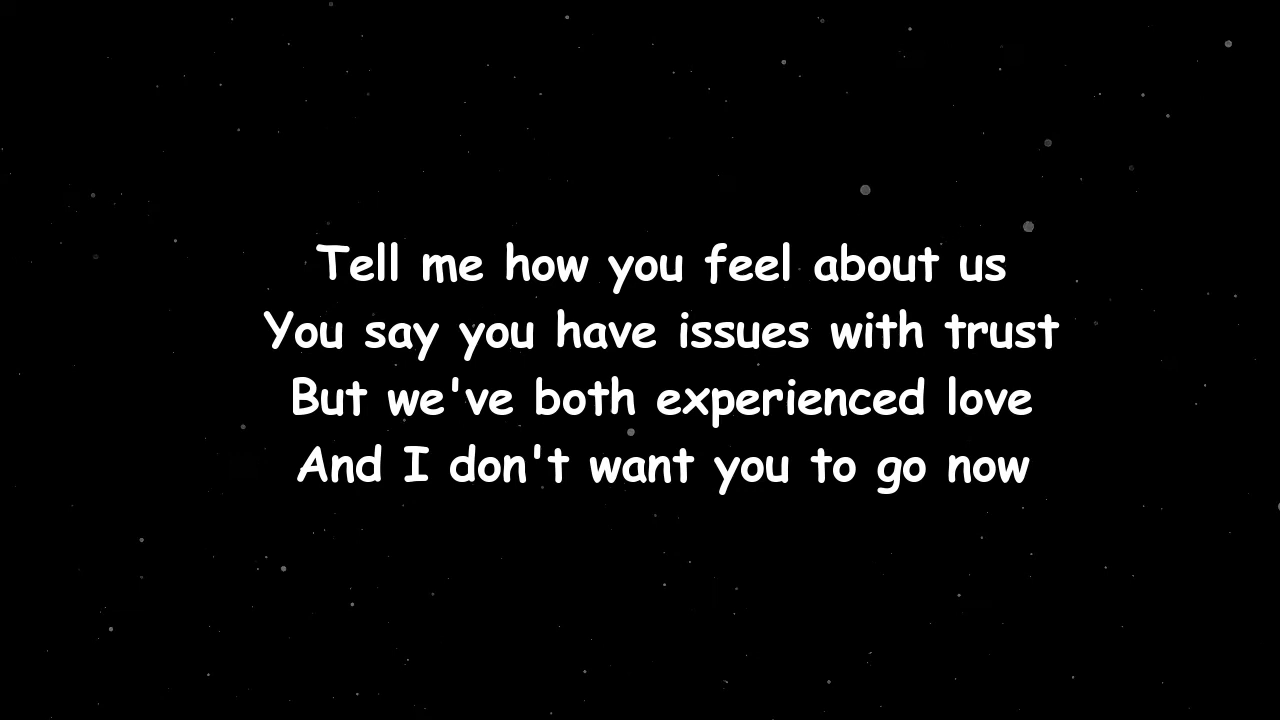 Tell me how you feel about us
You say you have issues with trust
But we've both experienced love
And I don't want you to go now